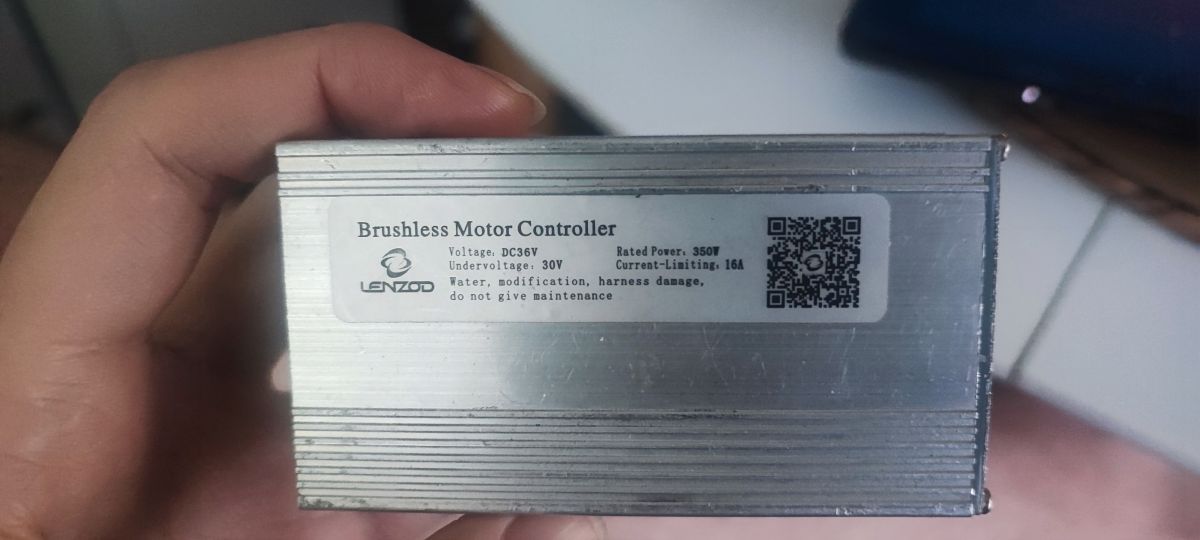 Brushless Motor Controller
Voltage: DC36V Rated Power: 350W
Undervoltage: 30V Current-Limiting: 16A
LENZOD
Water, modification, harness damage,
do not give maintenance